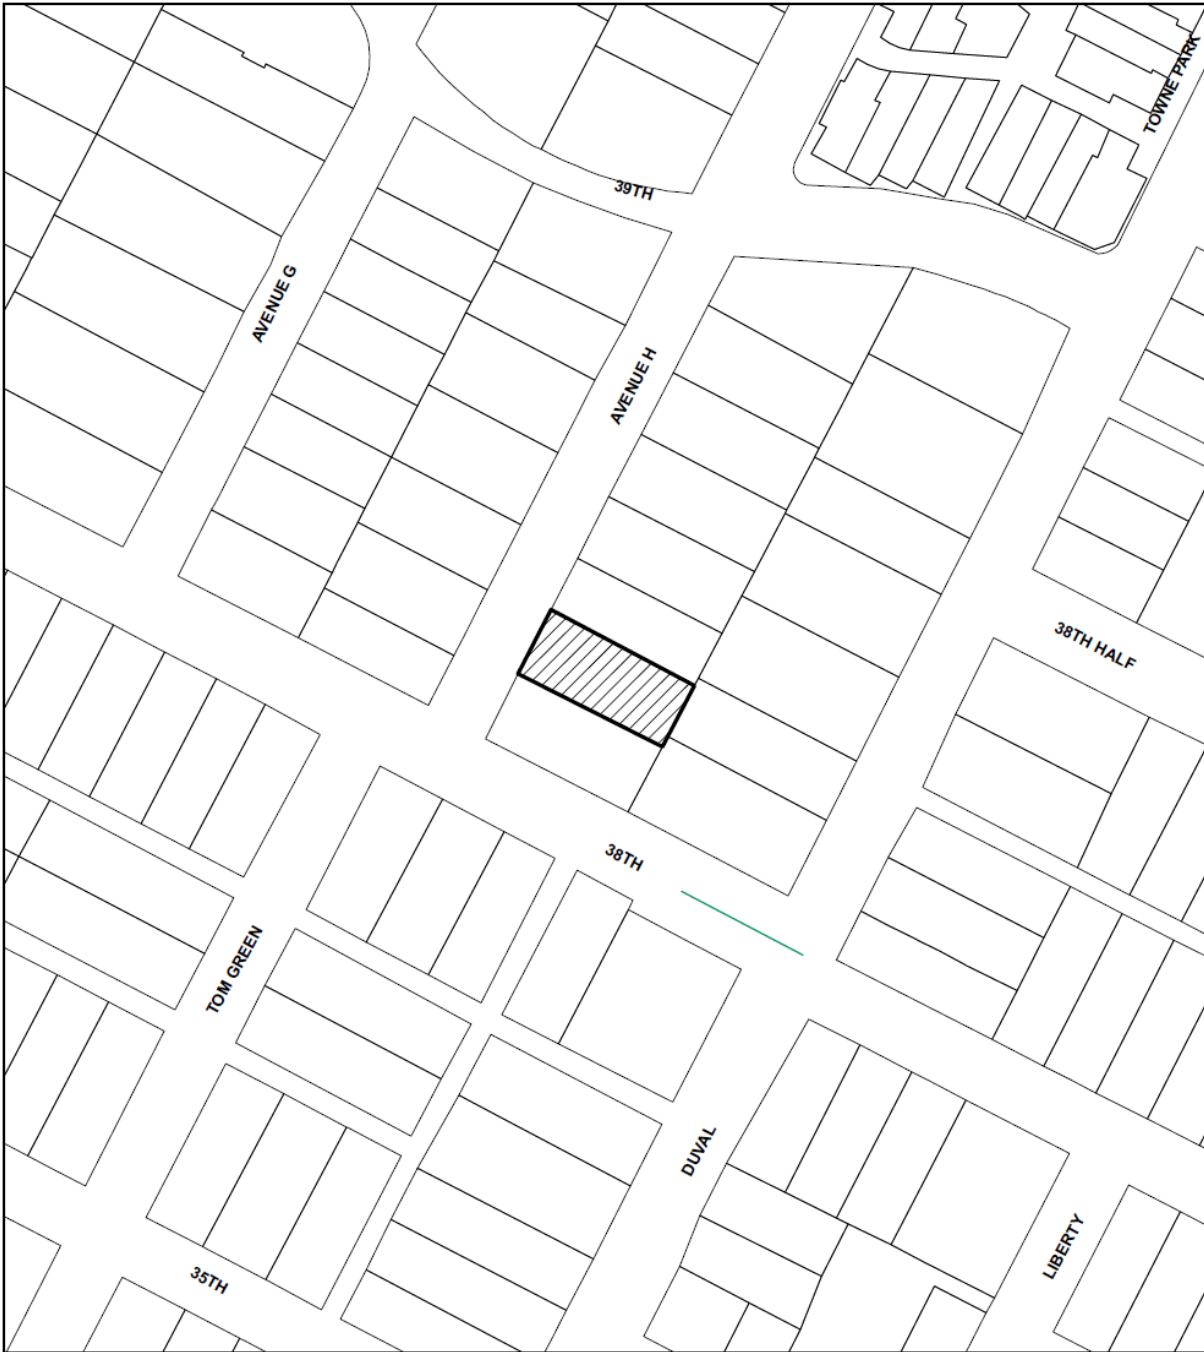 TOWNE PARK
39TH
AVENUE G
AVENUE H
38TH HALF
38TH
TOM GREEN
DUVAL
LIBERTY
35TH